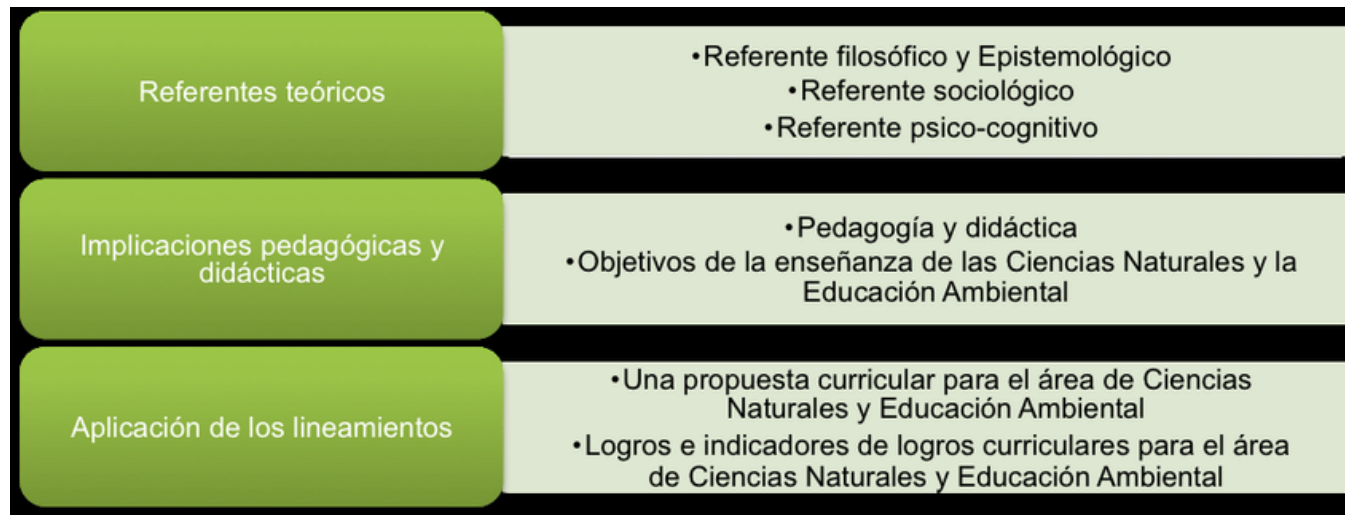 Referentes teóricos
•Referente filosófico y Epistemológico
•Referente sociológico
•Referente psico-cognitivo
Implicaciones pedagógicas y
didácticas
•Pedagogía y didáctica
•Objetivos de la enseñanza de las Ciencias Naturales y la
Educación Ambiental
Aplicación de los lineamientos
•Una propuesta curricular para el área de Ciencias
Naturales y Educación Ambiental
•Logros e indicadores de logros curriculares para el área
de Ciencias Naturales y Educación Ambiental